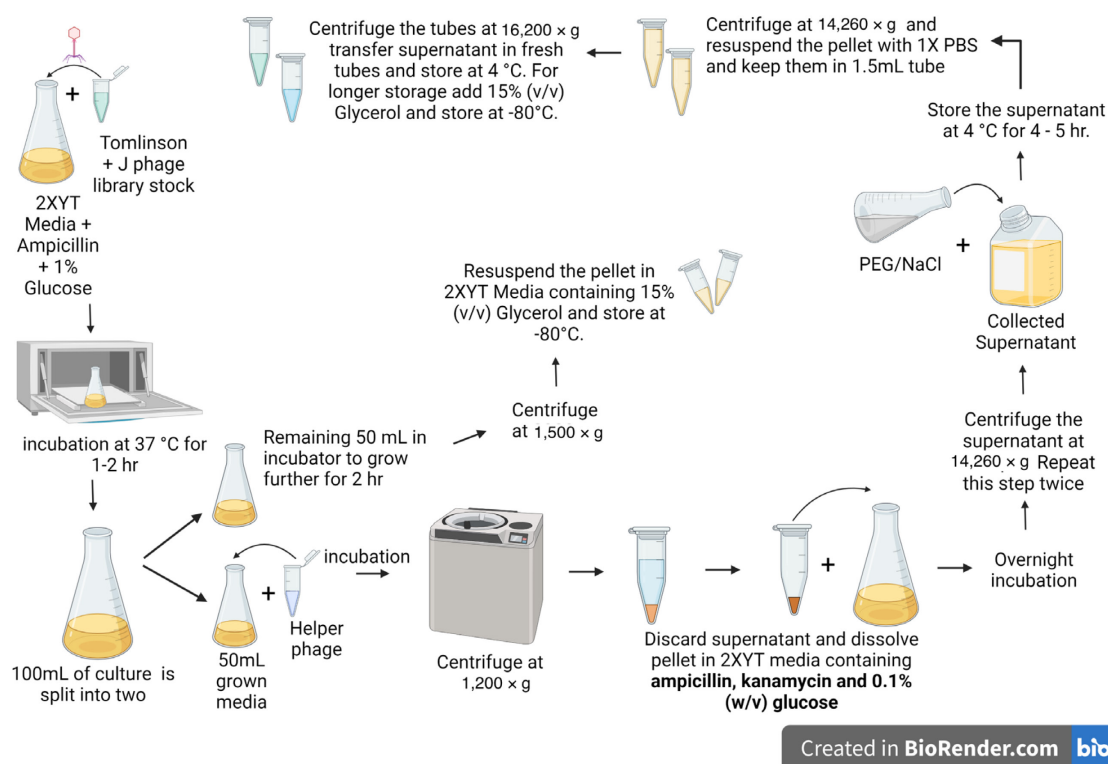 Tomlinson
+ J phage
library stock
2XYT
Media +
Ampicillin
+ 1%
Glucose
incubation at 37 °C for
1-2 hr
100mL of culture is
split into two
Remaining 50 mL in
incubator to grow
further for 2 hr
Centrifuge
at 1,500 × g
Resuspend the pellet in
2XYT Media containing 15%
(v/v) Glycerol and store at
-80°C.
50mL
grown
media
+
Helper
phage
incubation
Centrifuge at
1,200 × g
+
Discard supernatant and dissolve
pellet in 2XYT media containing
ampicillin, kanamycin and 0.1%
(w/v) glucose
Overnight
incubation
Centrifuge the
supernatant at
14,260 × g Repeat
this step twice
Collected
Supernatant
+
PEG/NaCl
Store the supernatant
at 4 °C for 4 - 5 hr.
Centrifuge at 14,260 × g and
resuspend the pellet with 1X PBS
and keep them in 1.5mL tube
Centrifuge the tubes at 16,200 × g
transfer supernatant in fresh
tubes and store at 4 °C. For
longer storage add 15% (v/v)
Glycerol and store at -80°C.
+
Created in BioRender.com bio